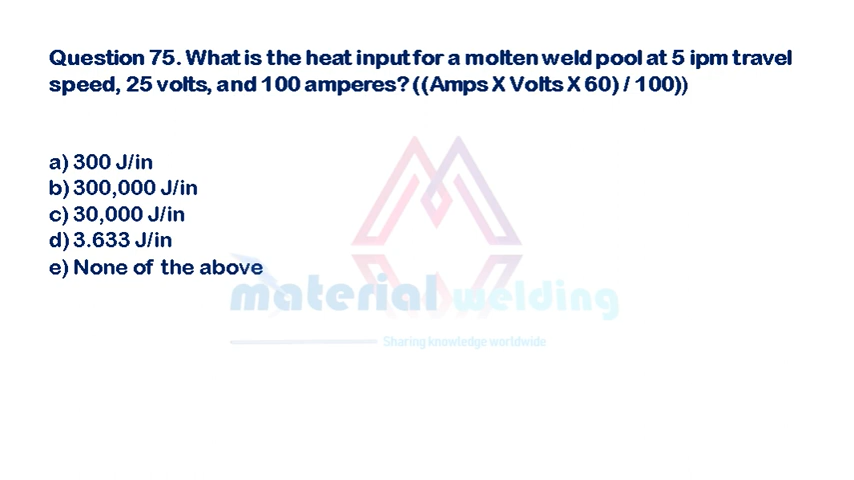 Question 75. What is the heat input for a molten weld pool at 5 ipm travel
speed, 25 volts, and 100 amperes? ((Amps X Volts X 60) / 100))
a) 300 J/in
b) 300,000 J/in
c) 30,000 J/in
d) 3.633 J/in
e) None of the above
material welding
Sharing knowledge worldwide